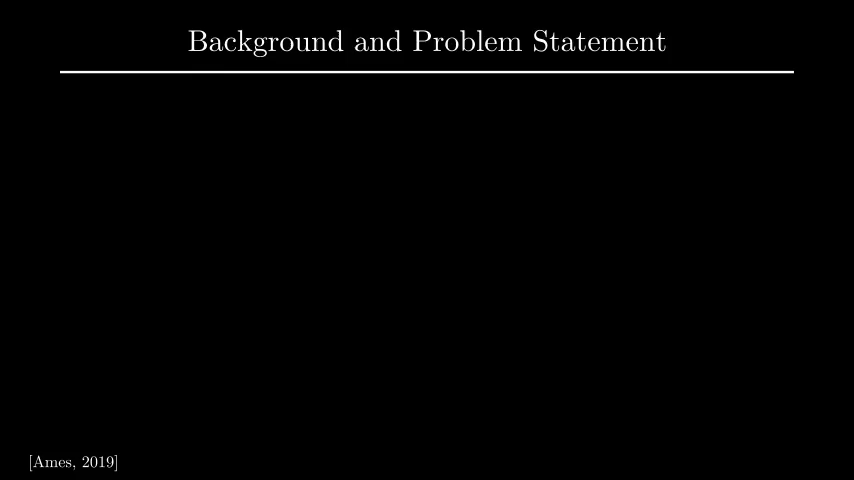 Background and Problem Statement
[Ames, 2019]